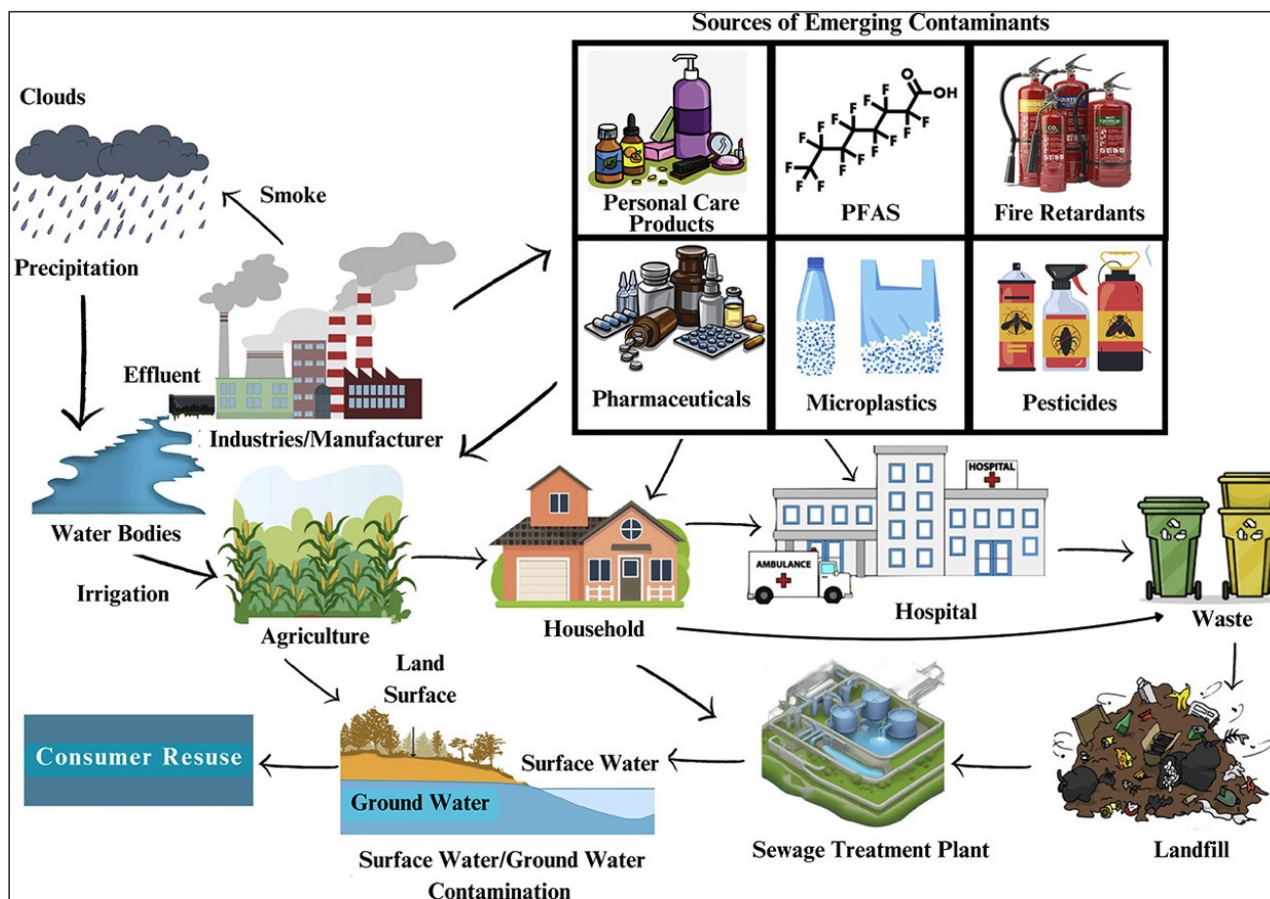 Sources of Emerging Contaminants
Clouds
Smoke
Precipitation
Effluent
Industries/Manufacturer
Water Bodies
Irrigation
Agriculture
O
OH
F F F F F F
F F F F F F
F F F
Personal Care
Products
PFAS
Fire Retardants
Pharmaceuticals
Microplastics
Pesticides
Household
HOSPITAL
AMBULANCE
Hospital
Waste
Land
Surface
Surface Water
Ground Water
Consumer Resuse
Surface Water/Ground Water
Contamination
Sewage Treatment Plant
Landfill